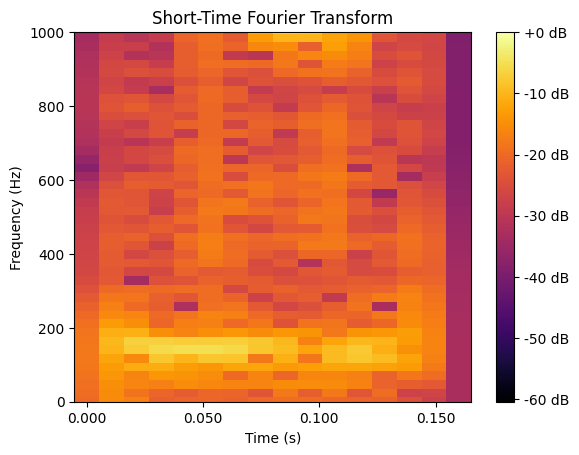 Short-Time Fourier Transform
1000
800
600
400
200
0
Frequency (Hz)
0.000
0.050
0.100
0.150
Time (s)
+0 dB
-10 dB
-20 dB
-30 dB
-40 dB
-50 dB
-60 dB